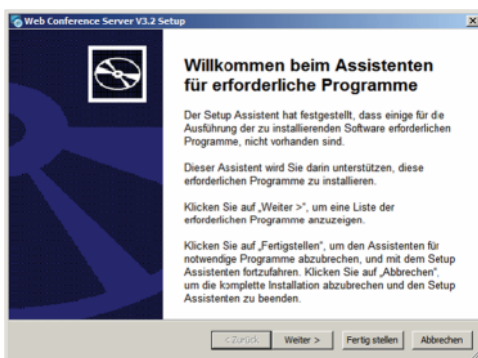 Web Conference Server V3.2 Setup
Willkommen beim Assistenten
für erforderliche Programme
Der Setup Assistent hat festgestellt, dass einige für die
Ausführung der zu installierenden Software erforderlichen
Programme, nicht vorhanden sind.
Dieser Assistent wird Sie darin unterstützen, diese
erforderlichen Programme zu installieren.
Klicken Sie auf „Weiter >“, um eine Liste der
erforderlichen Programme anzuzeigen.
Klicken Sie auf „Fertigstellen“, um den Assistenten für
notwendige Programme abzubrechen, und mit dem Setup
Assistenten fortzufahren. Klicken Sie auf „Abbrechen“,
um die komplette Installation abzubrechen und den Setup
Assistenten zu beenden.
< Zurück Weiter > Fertig stellen Abbrechen